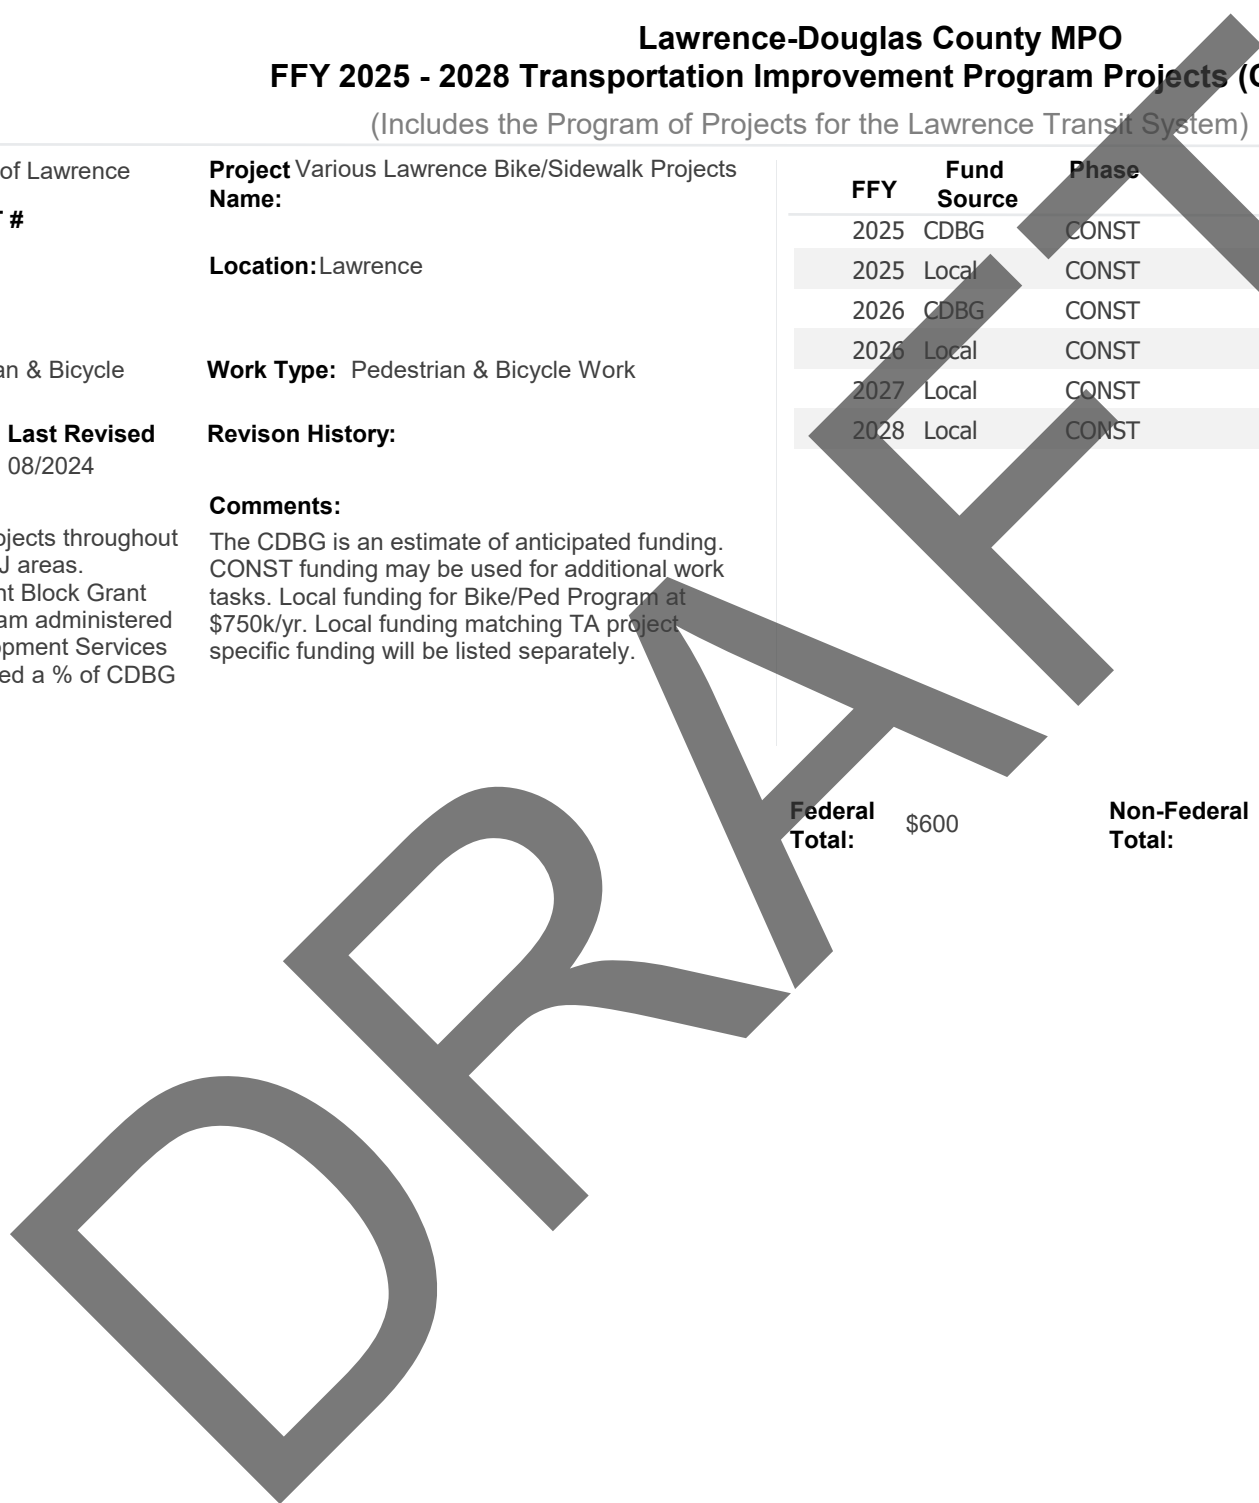 Lawrence-Douglas County MPO
FFY 2025 - 2028 Transportation Improvement Program Projects (
(Includes the Program of Projects for the Lawrence Transit System)
of Lawrence
#
an & Bicycle
Last Revised
08/2024
ojects throughout
J areas.
nt Block Grant
am administered
opment Services
ed a % of CDBG
Project Name: Various Lawrence Bike/Sidewalk Projects
Location: Lawrence
Work Type: Pedestrian & Bicycle Work
Revison History:
Comments:
The CDBG is an estimate of anticipated funding.
CONST funding may be used for additional work
tasks. Local funding for Bike/Ped Program at
$750k/yr. Local funding matching TA project
specific funding will be listed separately.
FFY Fund Source Phase
2025 CDBG CONST
2025 Local CONST
2026 CDBG CONST
2026 Local CONST
2027 Local CONST
2028 Local CONST
Federal Total: $600 Non-Federal Total:
DRAFT